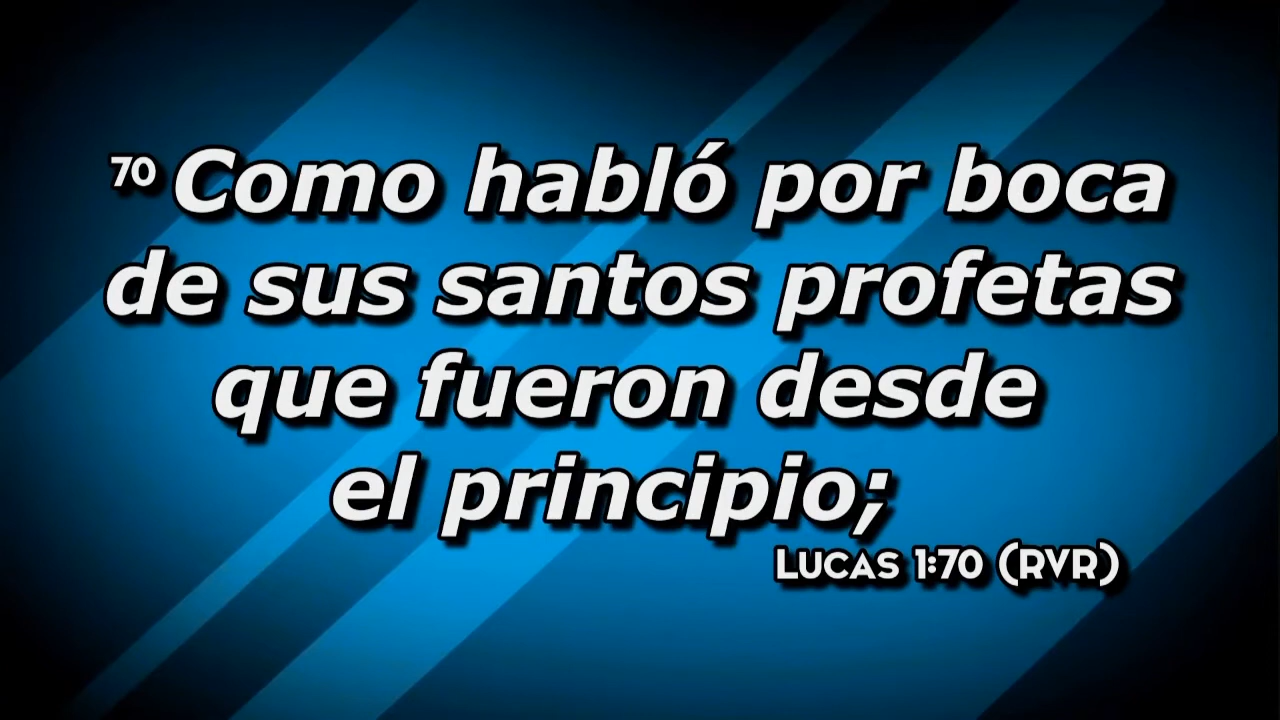 70 Como habló por boca
de sus santos profetas
que fueron desde
el principio;
LUCAS 1:70 (RVR)